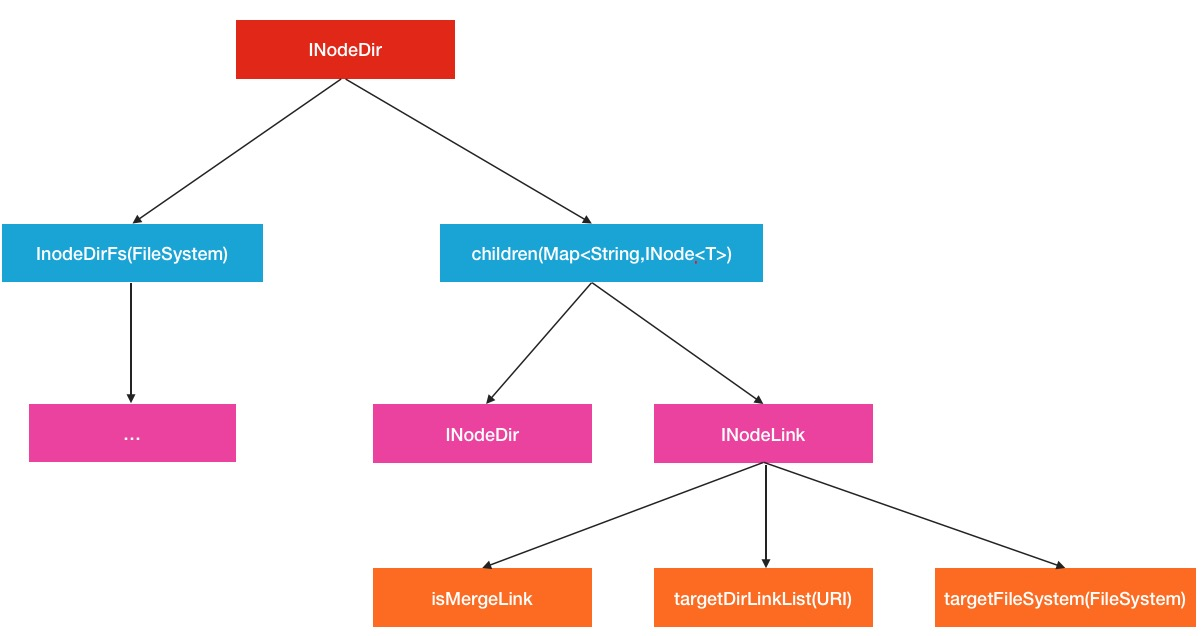 INodeDir
InodeDirFs(FileSystem)
children(Map<String,INode<T>)
...
INodeDir
INodeLink
isMergeLink
targetDirLinkList(URI)
targetFileSystem(FileSystem)